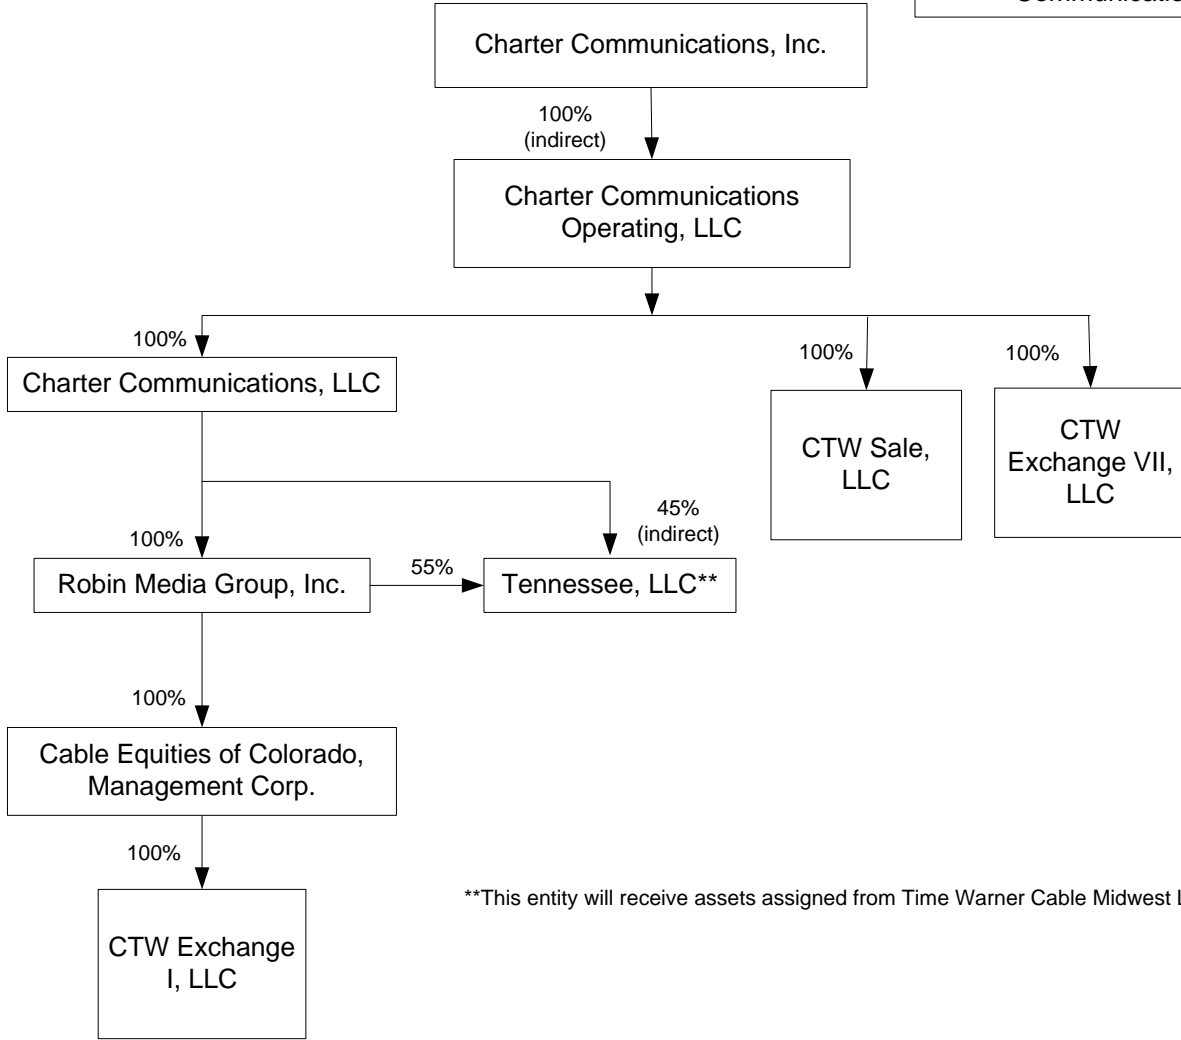 Charter Communications, Inc.
100%
(indirect)
Charter Communications
Operating, LLC
100%
100%
100%
Charter Communications, LLC
CTW Sale,
LLC
CTW
Exchange VII,
LLC
45%
(indirect)
100%
55%
Robin Media Group, Inc.
Tennessee, LLC**
100%
Cable Equities of Colorado,
Management Corp.
100%
**This entity will receive assets assigned from Time Warner Cable Midwest
CTW Exchange
I, LLC